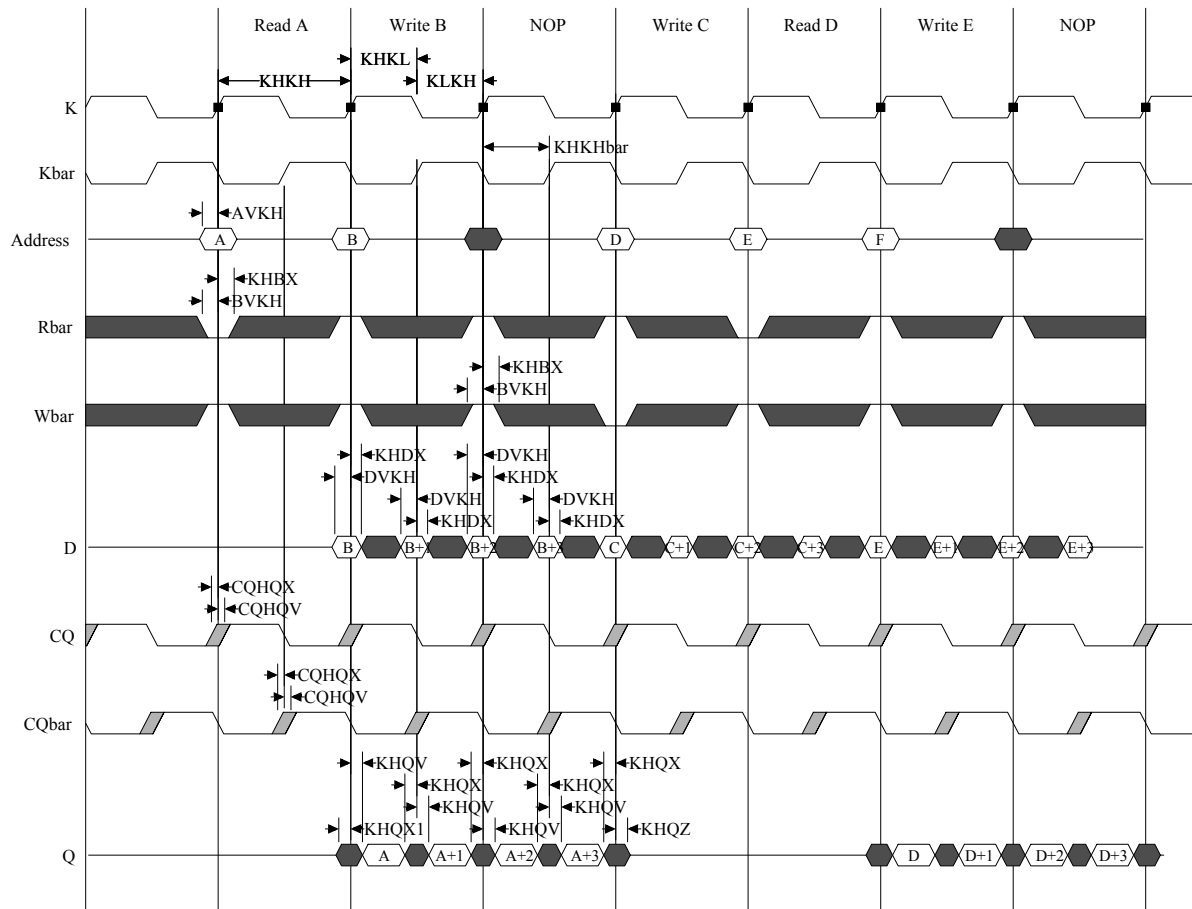 Read A Write B NOP Write C Read D Write E NOP
KHKL
KHKH KLKH
K
KHKHbar
Kbar
AVKH
Address A B D E F
KHBX
BVKH
Rbar
KHBX
BVKH
Wbar
KHDX DVKH
DVKH KHDX
DVKH DVKH
KHDX KHDX
D B B+1 B+2 B+3 C C+1 C+2 C+3 E E+1 E+2 E+3
CQHQX
CQHQV
CQ
CQHQX
CQHQV
CQbar
KHQV KHQX KHQX
KHQX KHQX
KHQV KHQV
KHQX1 KHQV KHQZ
Q A A+1 A+2 A+3 D D+1 D+2 D+3